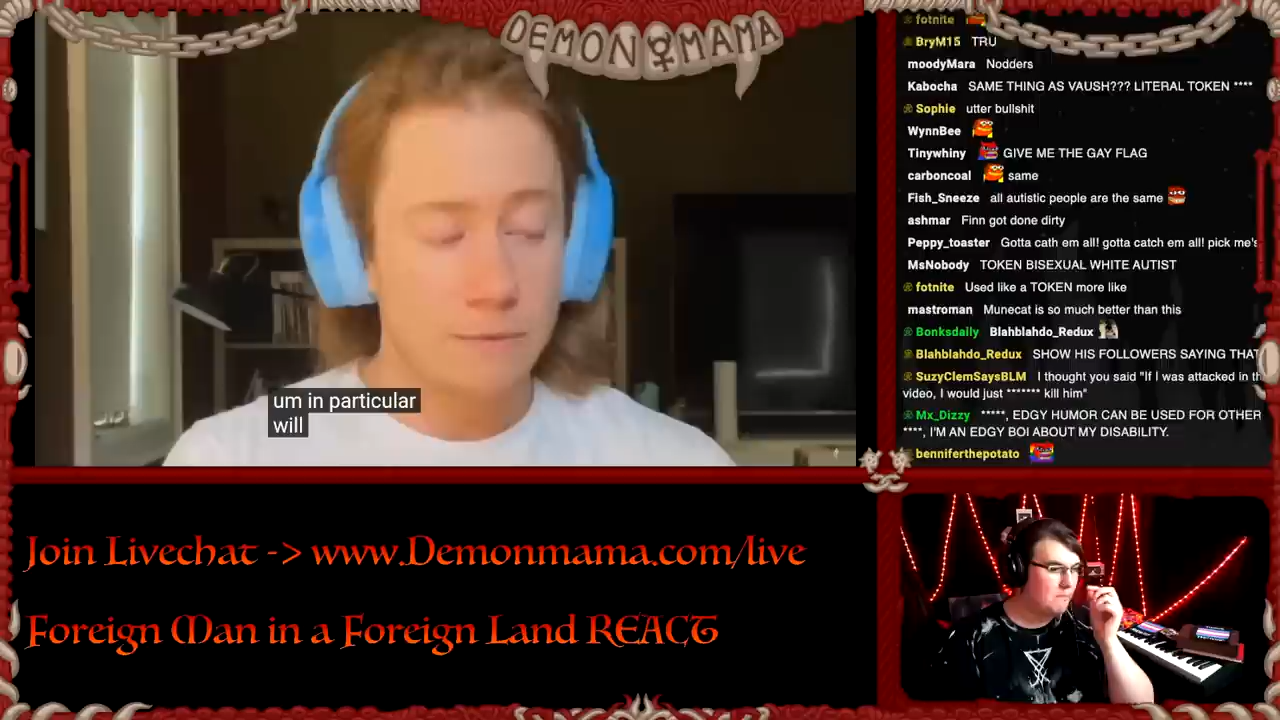 DEMON MAMA
um in particular
will
fotnite
BryM15 TRU
moodyMara Nodders
Kabocha SAME THING AS VAUSH??? LITERAL TOKEN ****
Sophie utter bullshit
WynnBee
Tinywhiny GIVE ME THE GAY FLAG
carboncoal same
Fish_Sneeze all autistic people are the same
ashmar Finn got done dirty
Peppy_toaster Gotta cath em all! gotta catch em all! pick me's
MsNobody TOKEN BISEXUAL WHITE AUTIST
fotnite Used like a TOKEN more like
mastroman Munecat is so much better than this
Bonksdaily Blahblahdo_Redux
Blahblahdo_Redux SHOW HIS FOLLOWERS SAYING THAT
SuzyClemSaysBLM I thought you said "If I was attacked in th
video, I would just ******* kill him"
Mx_Dizzy *****, EDGY HUMOR CAN BE USED FOR OTHER
****, I'M AN EDGY BOI ABOUT MY DISABILITY.
benniferthepotato
Join Livechat -> www.Demonmama.com/live
Foreign Man in a Foreign Land REACT